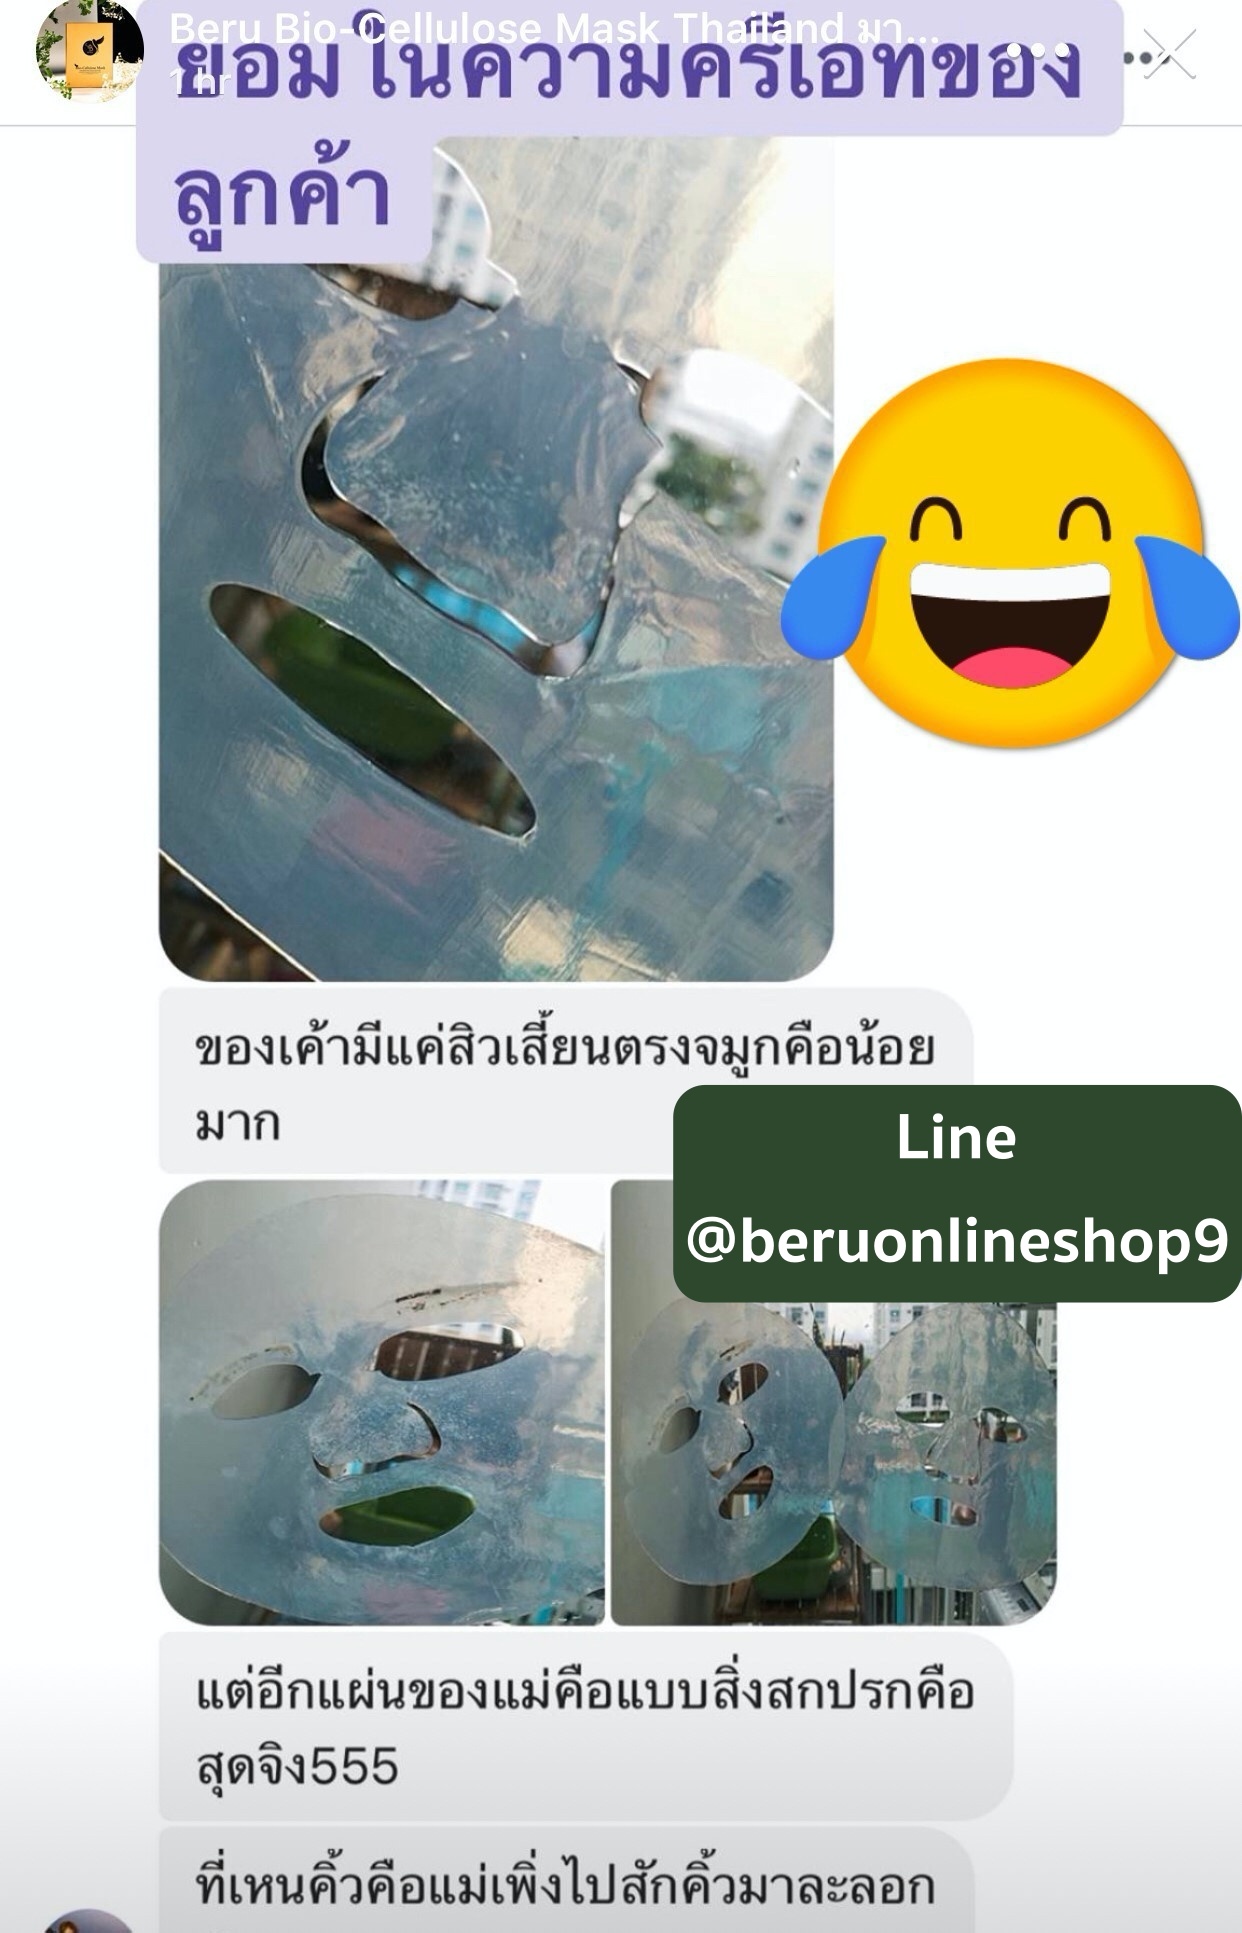 Beru Bio-Cellulose Mask Thailand มา...
1 hr
ยอมในความครีเอทของ
ลูกค้า
ของเค้ามีแค่สิวเสี้ยนตรงจมูกคือน้อย
มาก
Line
@beruonlineshop9
แต่อีกแผ่นของแม่คือแบบสิ่งสกปรกคือ
สุดจิง555
ที่เหนคิ้วคือแม่เพิ่งไปสักคิ้วมาละลอก